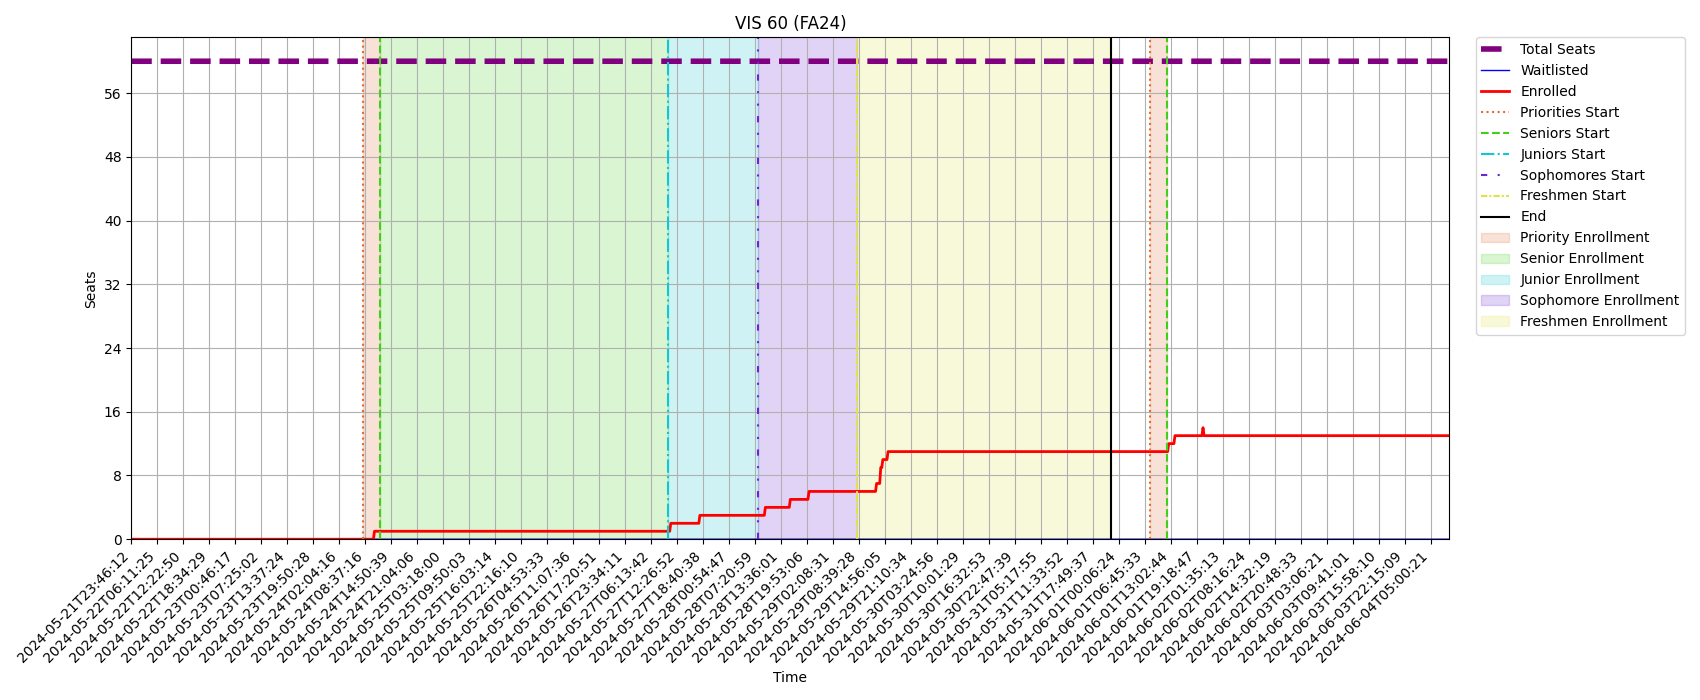 VIS 60 (FA24)
Total Seats
Waitlisted
Enrolled
Priorities Start
Seniors Start
Juniors Start
Sophomores Start
Freshmen Start
End
Priority Enrollment
Senior Enrollment
Junior Enrollment
Sophomore Enrollment
Freshmen Enrollment
Seats
56
48
40
32
24
16
8
0
2024-05-21T23:46:12
2024-05-22T06:11:25
2024-05-22T12:22:50
2024-05-22T18:34:29
2024-05-23T00:46:17
2024-05-23T07:25:02
2024-05-23T13:37:24
2024-05-23T19:50:28
2024-05-24T02:04:16
2024-05-24T08:37:16
2024-05-24T14:50:39
2024-05-24T21:04:06
2024-05-25T03:18:00
2024-05-25T09:50:03
2024-05-25T16:03:14
2024-05-25T22:16:10
2024-05-26T04:53:33
2024-05-26T11:07:36
2024-05-26T17:20:51
2024-05-26T23:34:11
2024-05-27T06:13:42
2024-05-27T12:26:52
2024-05-27T18:40:38
2024-05-28T00:54:47
2024-05-28T07:20:59
2024-05-28T13:36:01
2024-05-28T19:53:06
2024-05-29T02:08:31
2024-05-29T08:39:28
2024-05-29T14:56:05
2024-05-29T21:10:34
2024-05-30T03:24:56
2024-05-30T10:01:29
2024-05-30T16:32:53
2024-05-30T22:47:39
2024-05-31T05:17:55
2024-05-31T11:33:52
2024-05-31T17:49:37
2024-06-01T00:06:24
2024-06-01T06:45:33
2024-06-01T13:02:44
2024-06-01T19:18:47
2024-06-02T01:35:13
2024-06-02T08:16:24
2024-06-02T14:32:19
2024-06-02T20:48:33
2024-06-03T03:06:21
2024-06-03T09:41:01
2024-06-03T15:58:10
2024-06-03T22:15:09
2024-06-04T05:00:21
Time